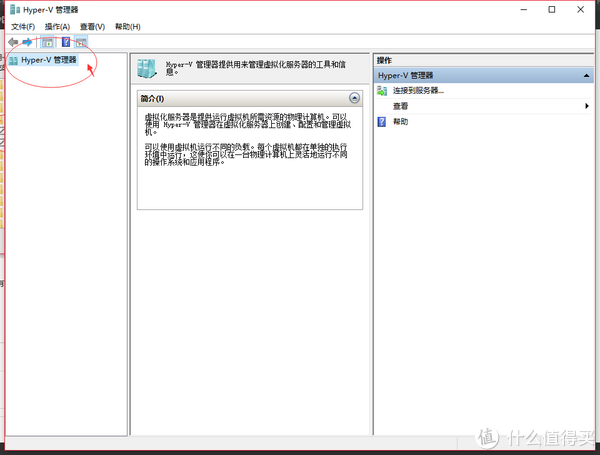 Hyper-V 管理器
文件(F) 操作(A) 查看(V) 帮助(H)
Hyper-V 管理器
Hyper-V 管理器提供用来管理虚拟化服务器的工具和信
息。
简介(I)
虚拟化服务器是提供运行虚拟机所需资源的物理计算机。可以
使用 Hyper-V 管理器在虚拟化服务器上创建、配置和管理虚拟
机。
可以使用虚拟机运行不同的负载。每个虚拟机都在单独的执行
环境中运行，这使你可以在一台物理计算机上灵活地运行不同
的操作系统和应用程序。
操作
Hyper-V 管理器
连接到服务器...
查看
帮助
值 什么值得买